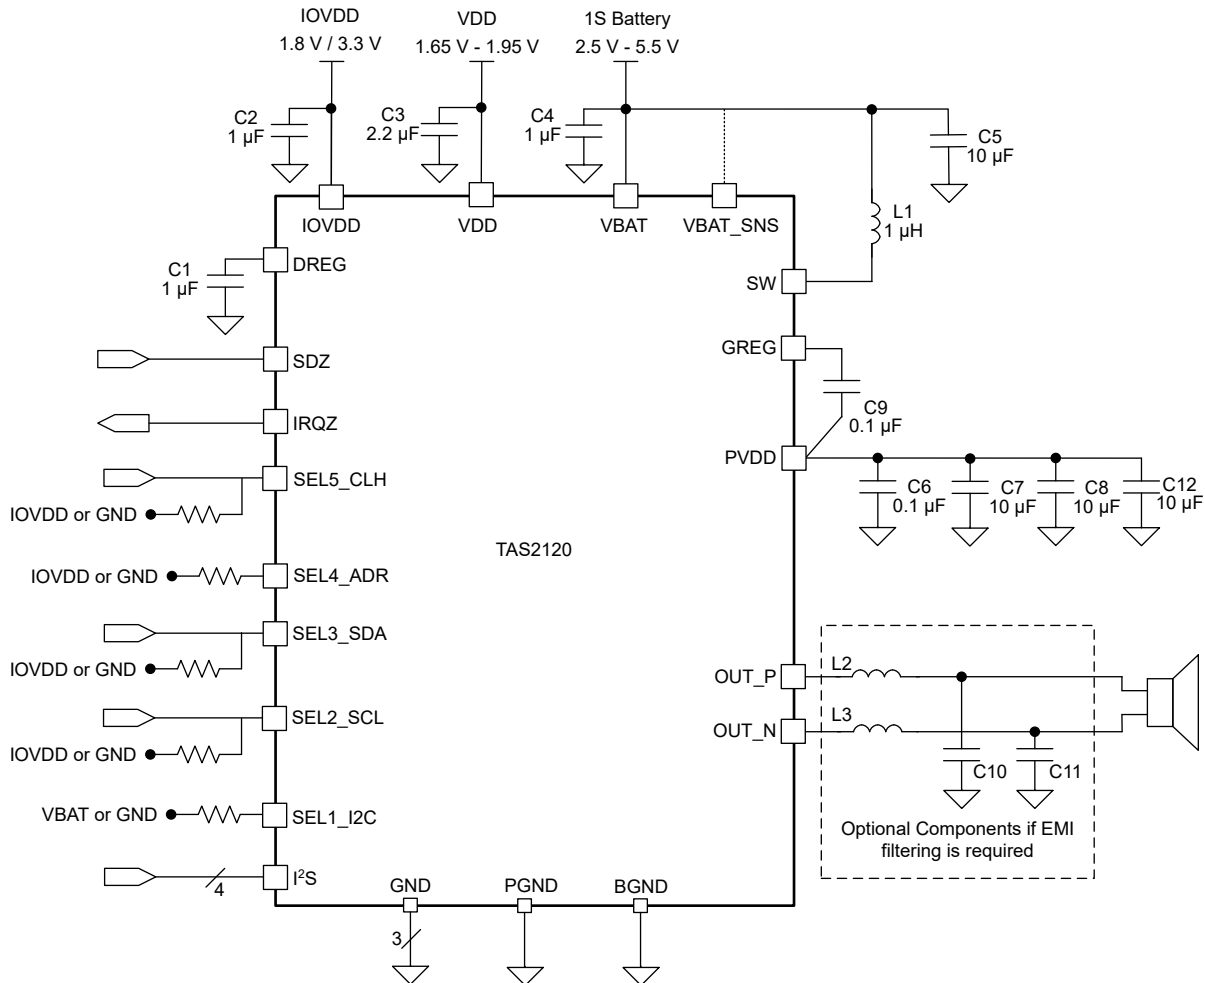 IOVDD
1.8 V / 3.3 V
VDD
1.65 V - 1.95 V
1S Battery
2.5 V - 5.5 V
C2
1 µF
C3
2.2 µF
C4
1 µF
C5
10 µF
L1
1 µH
IOVDD
VDD
VBAT
VBAT_SNS
C1
1 µF
DREG
SW
SDZ
GREG
C9
0.1 µF
IRQZ
PVDD
SEL5_CLH
IOVDD or GND
C6
0.1 µF
C7
10 µF
C8
10 µF
C12
10 µF
TAS2120
IOVDD or GND
SEL4_ADR
SEL3_SDA
IOVDD or GND
OUT_P
L2
SEL2_SCL
IOVDD or GND
OUT_N
L3
C10
C11
VBAT or GND
SEL1_I2C
Optional Components if EMI
filtering is required
I²S
4
GND
PGND
BGND
3